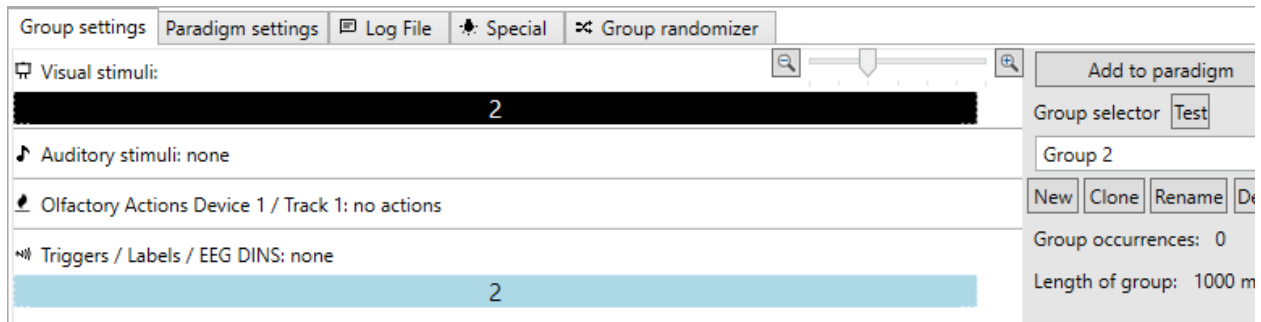 Group settings Paradigm settings Log File Special Group randomizer
Visual stimuli:
2
Auditory stimuli: none
Olfactory Actions Device 1 / Track 1: no actions
Triggers / Labels / EEG DINS: none
2
Add to paradigm
Group selector Test
Group 2
New Clone Rename De
Group occurrences: 0
Length of group: 1000 m